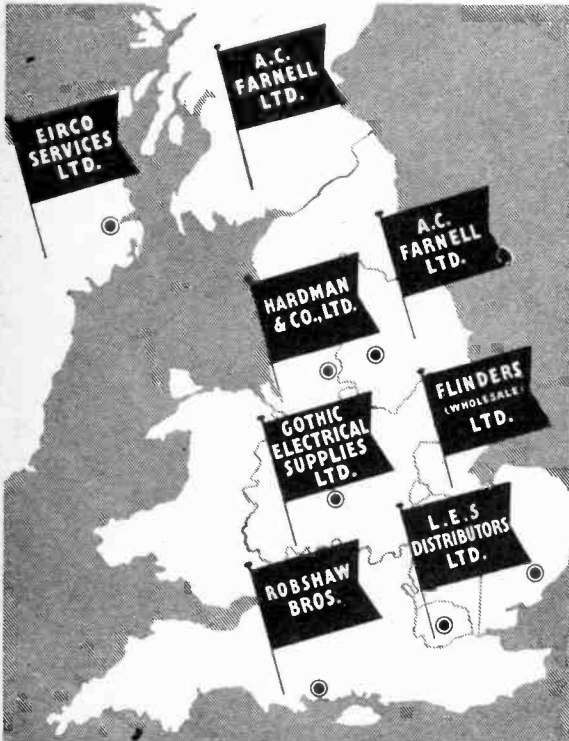 A.C.
FARNELL
LTD.
EIRCO
SERVICES
LTD.
A.C.
FARNELL
LTD.
HARDMAN
& CO., LTD.
FLINDERS
(WHOLESALE)
LTD.
GOTHIC
ELECTRICAL
SUPPLIES
LTD.
L.E.S
DISTRIBUTORS
LTD.
ROBSHAW
BROS.